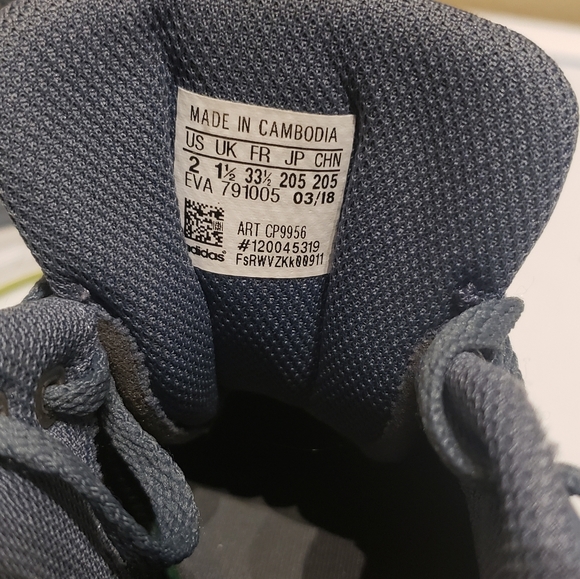 MADE IN CAMBODIA
US UK FR JP CHN
2 1½ 33½ 205 205
EVA 791005 03/18
ART CP9956
#120045319
adidas FsRWVZKk00911